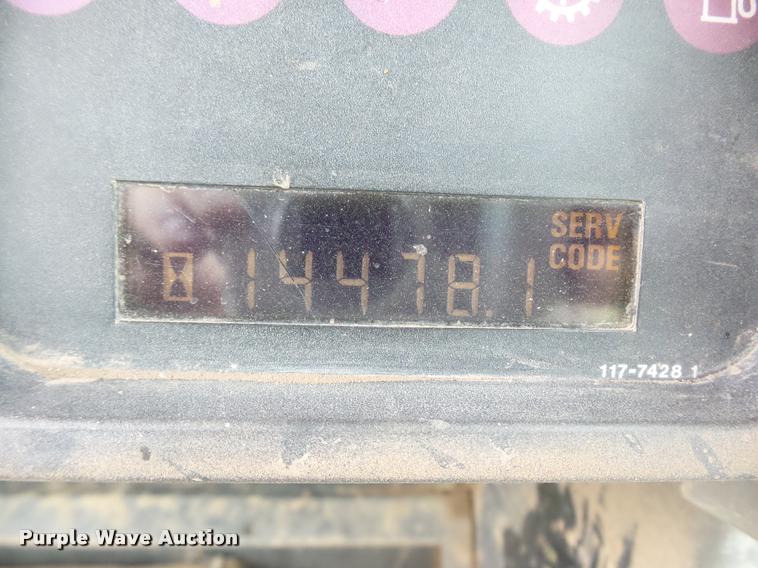 SERV
CODE
14478.1
117-7428 1
Purple Wave Auction